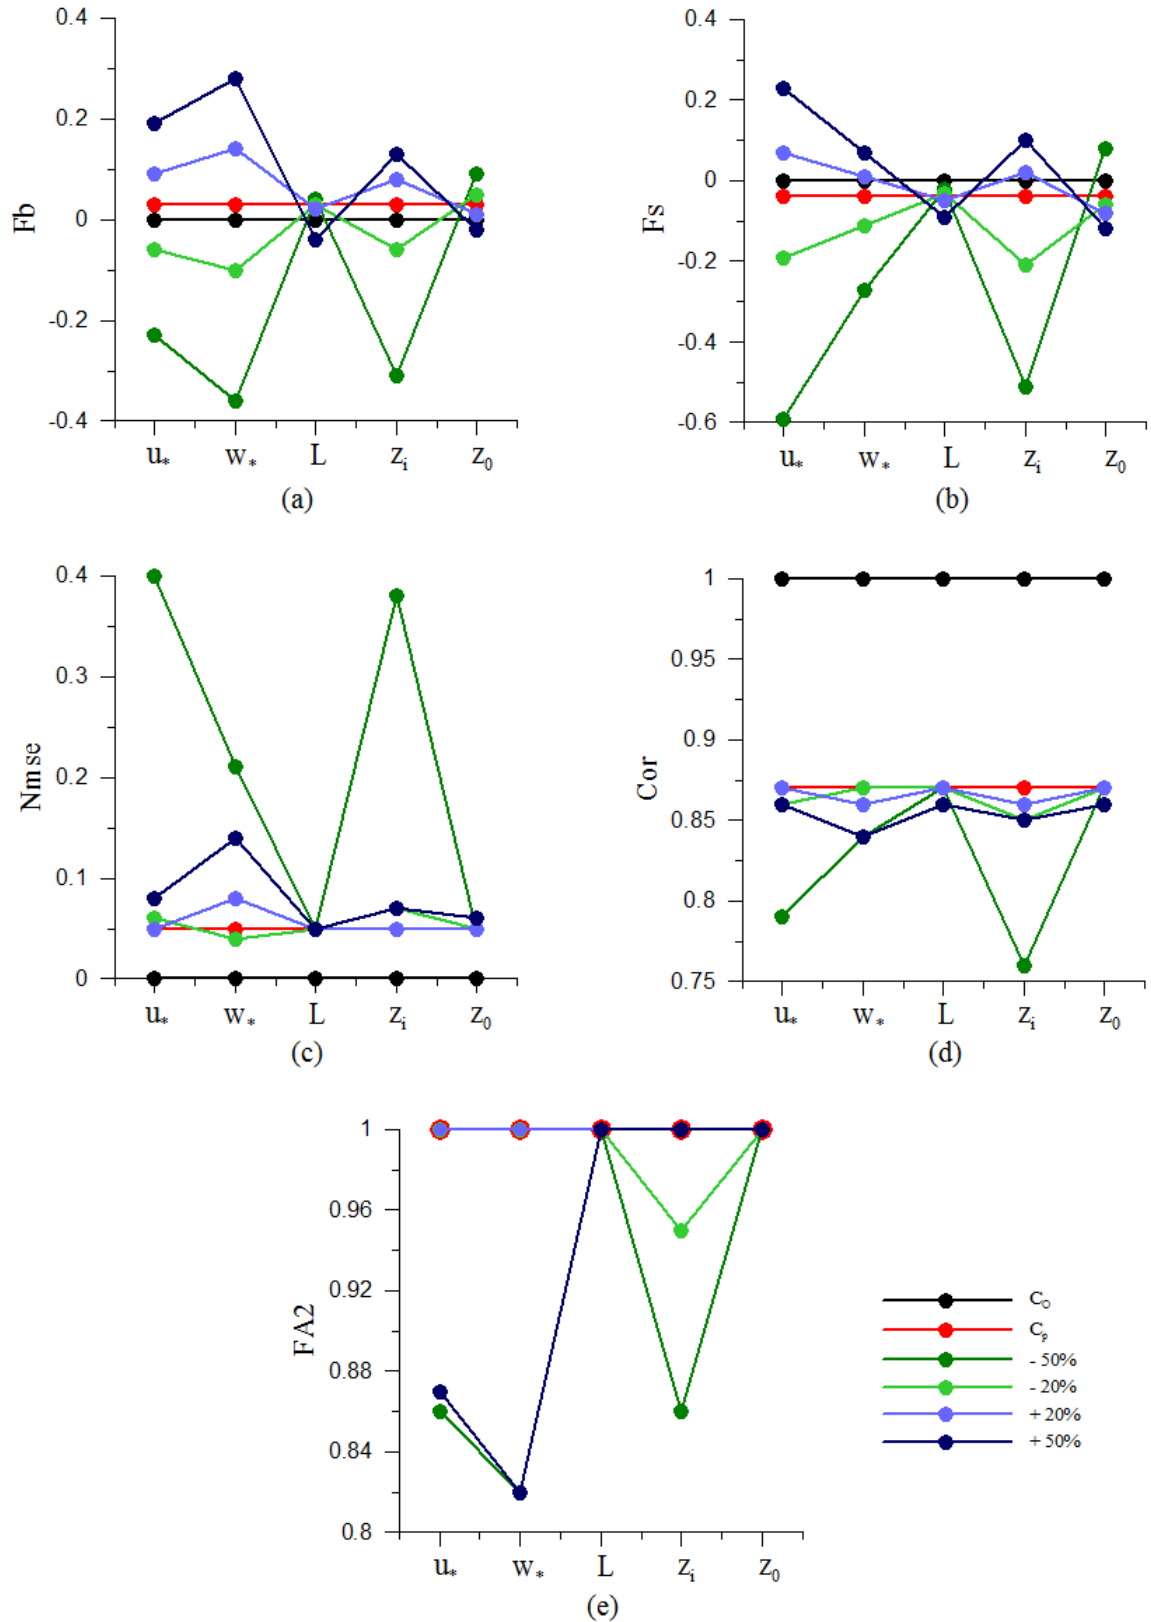 0.4
0.2
0
-0.2
-0.4
Fb
u* w* L zi z0
(a)
0.4
0.2
0
-0.2
-0.4
-0.6
Fs
u* w* L zi z0
(b)
0.4
0.3
0.2
0.1
0
Nmse
u* w* L zi z0
(c)
1
0.95
0.9
0.85
0.8
0.75
Cor
u* w* L zi z0
(d)
1
0.96
0.92
0.88
0.84
0.8
FA2
u* w* L zi z0
(e)
CO
Cp
- 50%
- 20%
+ 20%
+ 50%